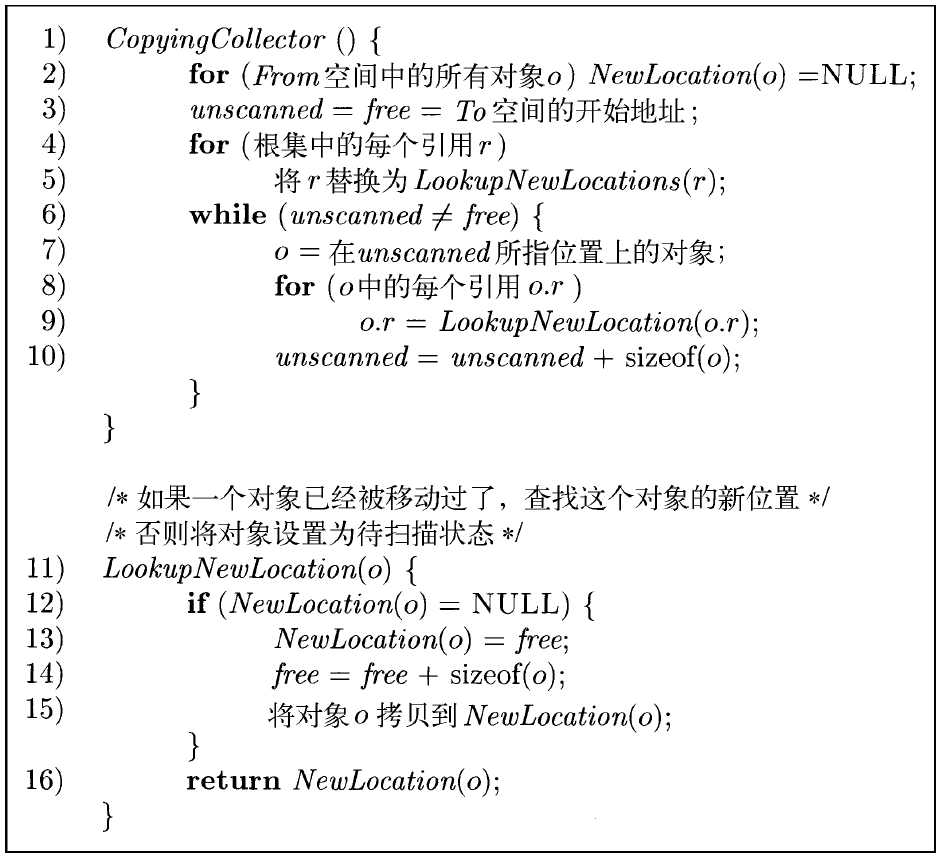 1) CopyingCollector () {
2) for (From空间中的所有对象o) NewLocation(o) =NULL;
3) unscanned = free = To空间的开始地址;
4) for (根集中的每个引用r)
5) 将r替换为LookupNewLocations(r);
6) while (unscanned ≠ free) {
7) o = 在unscanned所指位置上的对象;
8) for (o中的每个引用o.r )
9) o.r = LookupNewLocation(o.r);
10) unscanned = unscanned + sizeof(o);
}
}
/* 如果一个对象已经被移动过了，查找这个对象的新位置 */
/* 否则将对象设置为待扫描状态 */
11) LookupNewLocation(o) {
12) if (NewLocation(o) = NULL) {
13) NewLocation(o) = free;
14) free = free + sizeof(o);
15) 将对象o拷贝到NewLocation(o);
}
16) return NewLocation(o);
}